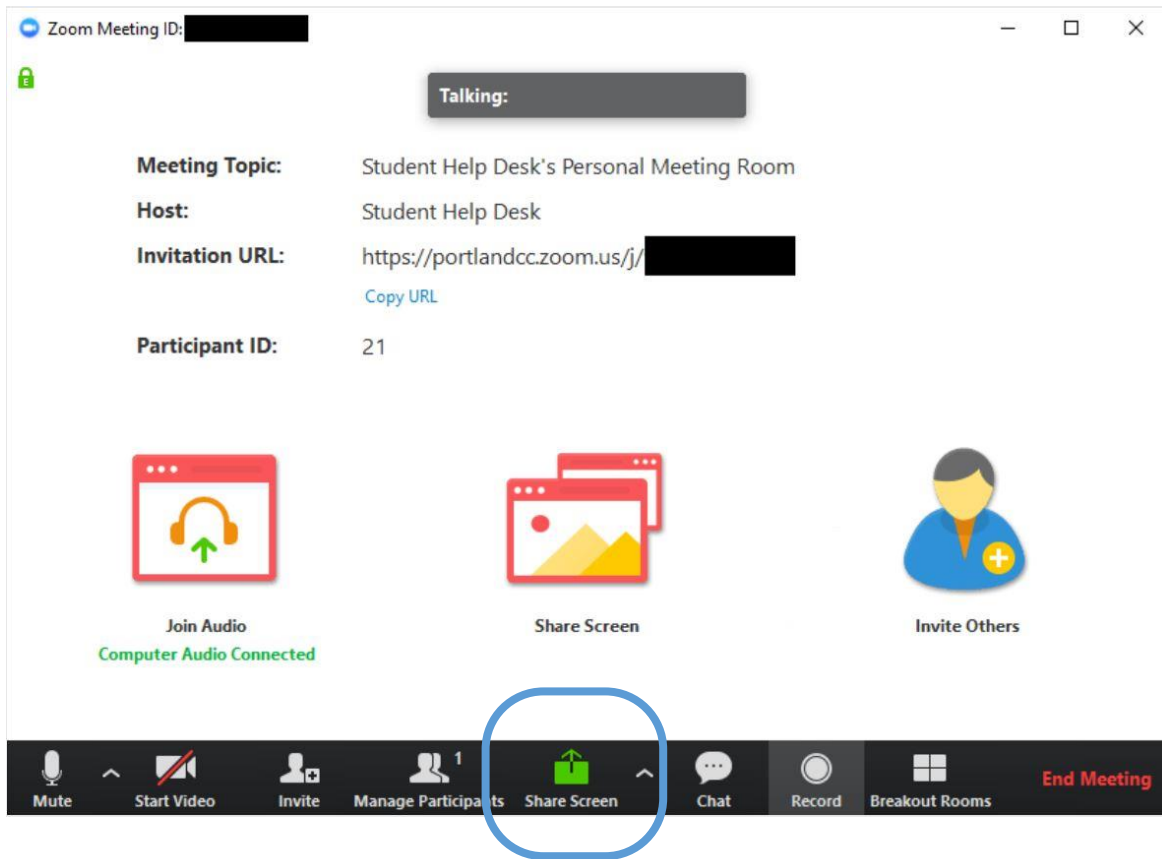 Zoom Meeting ID:
E
Talking:
Meeting Topic: Student Help Desk's Personal Meeting Room
Host: Student Help Desk
Invitation URL: https://portlandcc.zoom.us/j/
Copy URL
Participant ID: 21
Join Audio Share Screen Invite Others
Computer Audio Connected
1
Mute Start Video Invite Manage Participants Share Screen Chat Record Breakout Rooms End Meeting